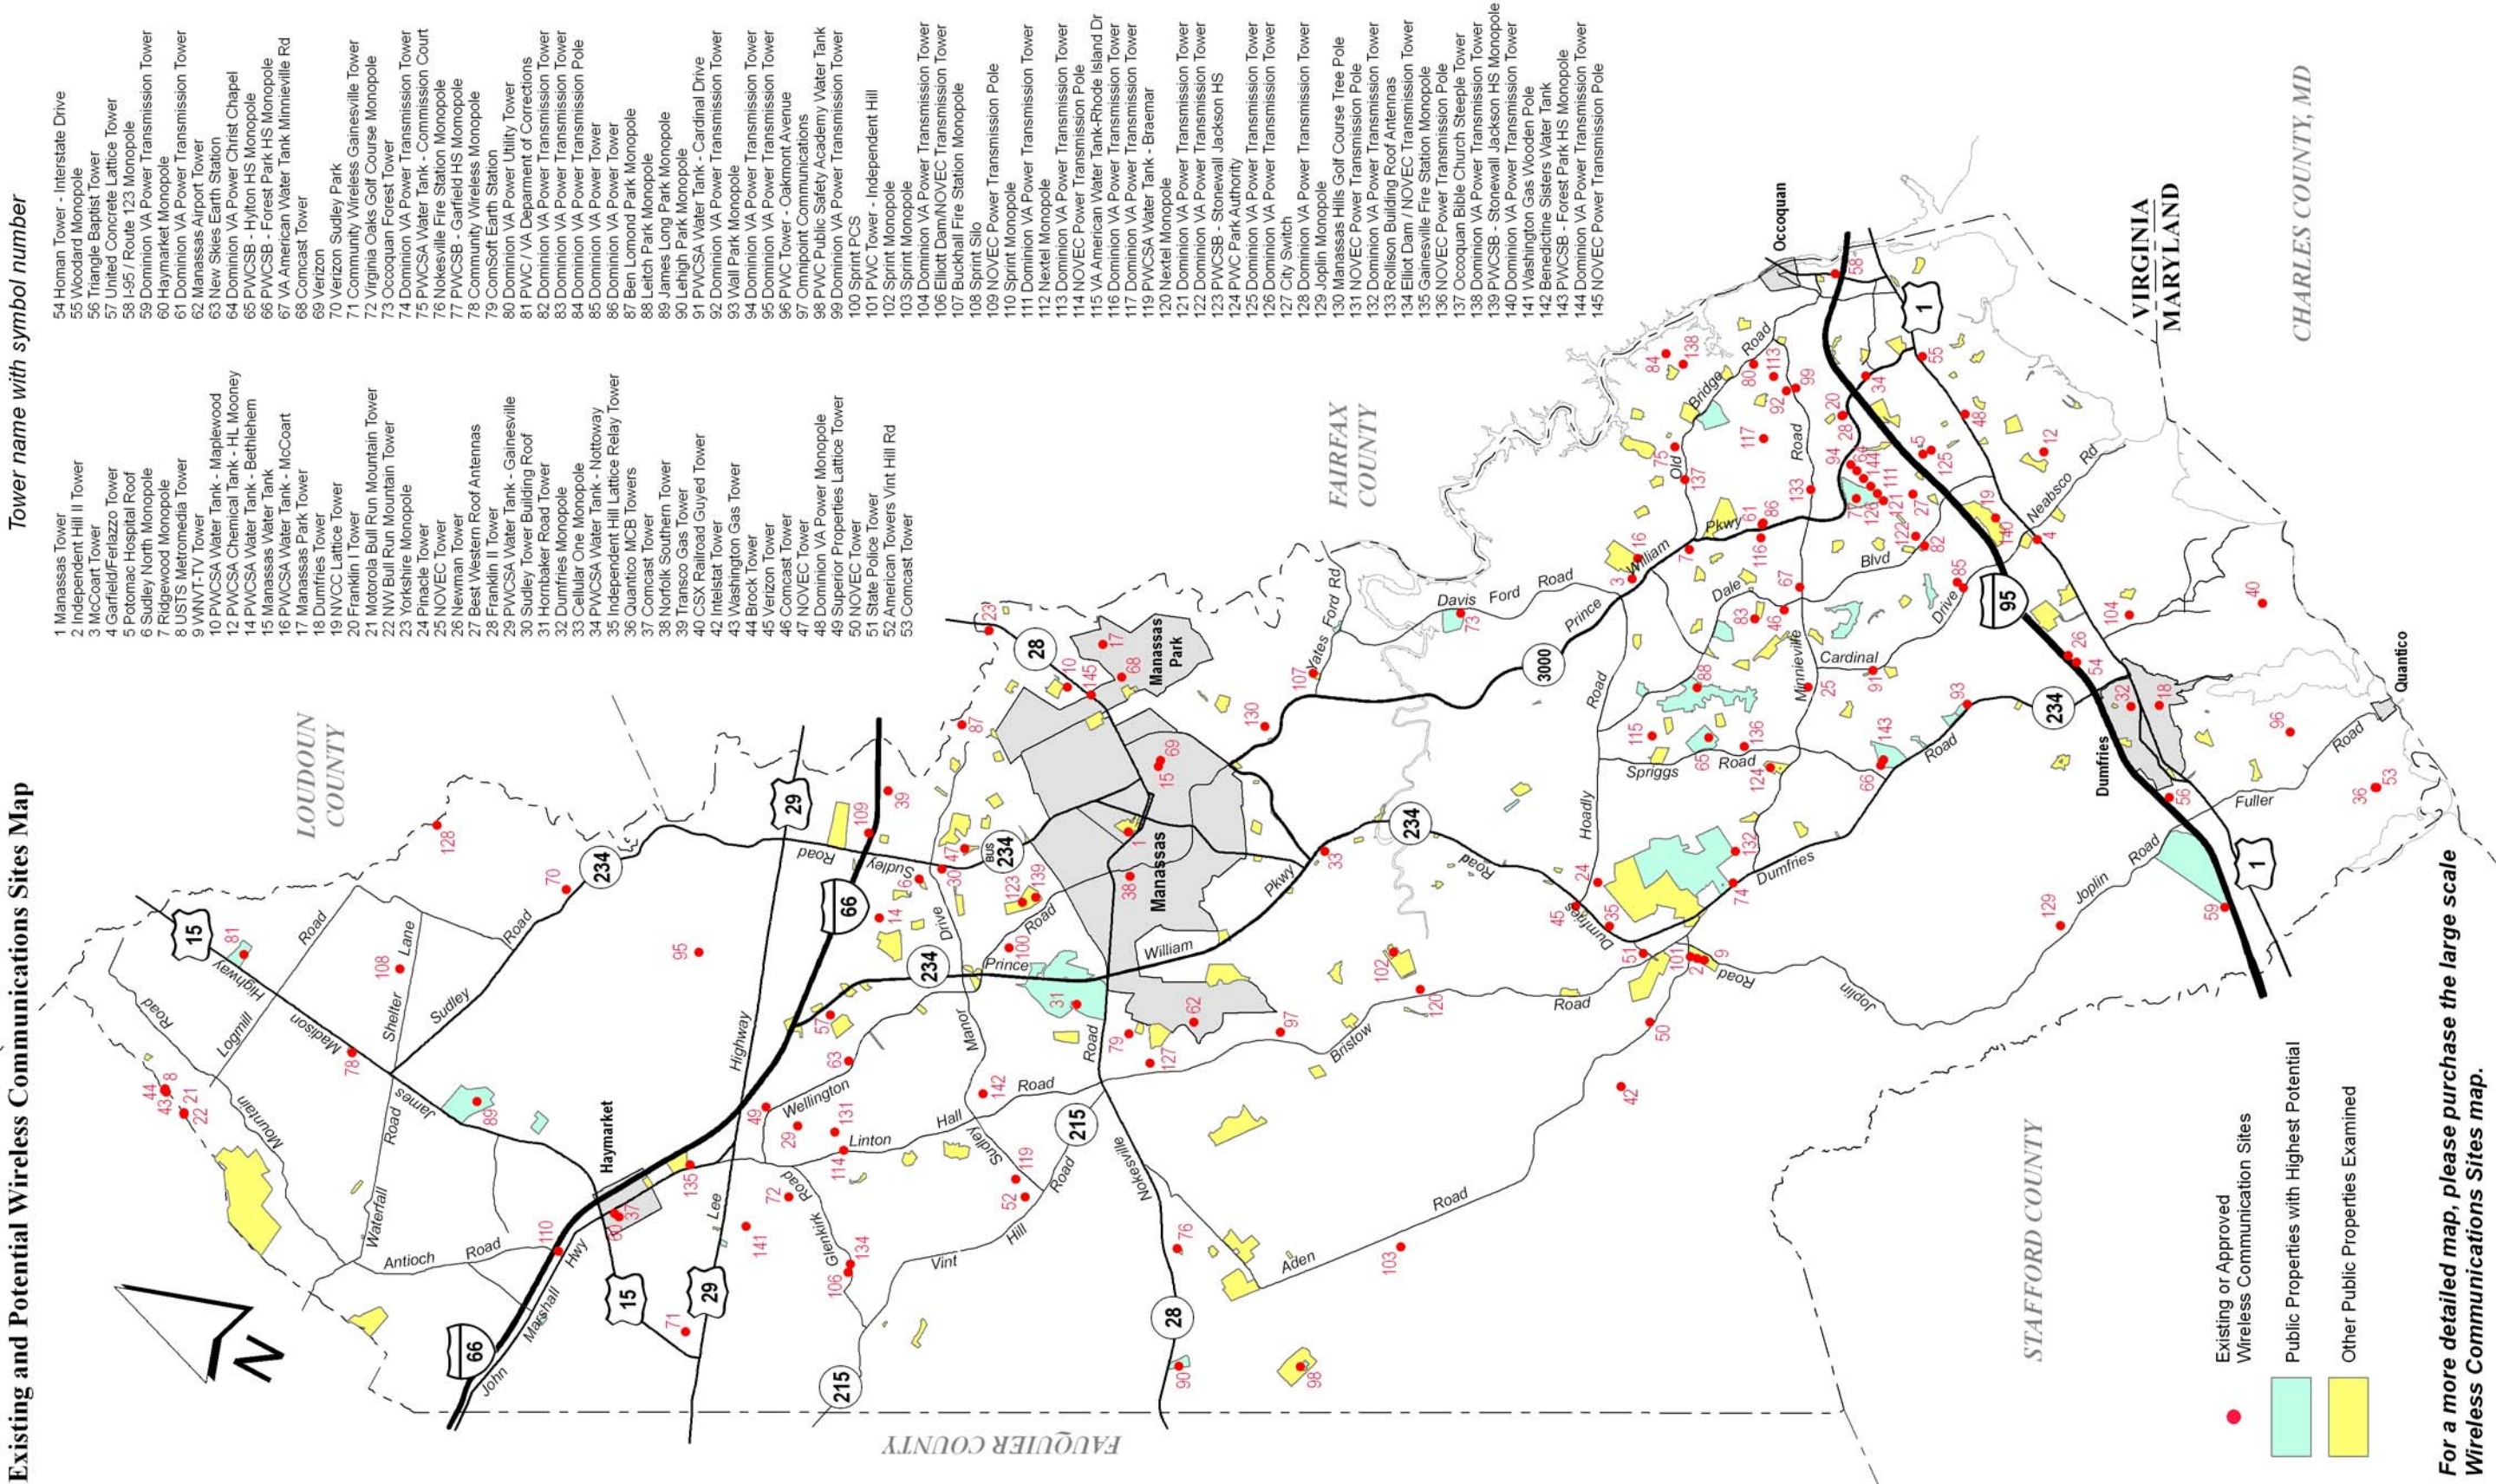 Existing and Potential Wireless Communications Sites Map
Tower name with symbol number
1 Manassas Tower
2 Independent Hill II Tower
3 McCoart Tower
4 Garfield/Ferlazzo Tower
5 Potomac Hospital Roof
6 Sudley North Monopole
7 Ridgewood Monopole
8 USTS Metromedia Tower
9 WNVT-TV Tower
10 PWCSA Water Tank - Maplewood
12 PWCSA Chemical Tank - HL Mooney
14 PWCSA Water Tank - Bethlehem
15 Manassas Water Tank
16 PWCSA Water Tank - McCoart
17 Manassas Park Tower
18 Dumfries Tower
19 NVCC Lattice Tower
20 Franklin I Tower
21 Motorola Bull Run Mountain Tower
22 NW Bull Run Mountain Tower
23 Yorkshire Monopole
24 Pinacle Tower
25 NOVEC Tower
26 Newman Tower
27 Best Western Roof Antennas
28 Franklin II Tower
29 PWCSA Water Tank - Gainesville
30 Sudley Tower Building Roof
31 Hornbaker Road Tower
32 Dumfries Monopole
33 Cellular One Monopole
34 PWCSA Water Tank - Nottoway
35 Independent Hill Lattice Relay Tower
36 Quantico MCB Towers
37 Comcast Tower
38 Norfolk Southern Tower
39 Transco Gas Tower
40 CSX Railroad Guyed Tower
42 Intelstat Tower
43 Washington Gas Tower
44 Brock Tower
45 Verizon Tower
46 Comcast Tower
47 NOVEC Tower
48 Dominion VA Power Monopole
49 Superior Properties Lattice Tower
50 NOVEC Tower
51 State Police Tower
52 American Towers Vint Hill Rd
53 Comcast Tower
54 Homan Tower - Interstate Drive
55 Woodard Monopole
56 Triangle Baptist Tower
57 United Concrete Lattice Tower
58 I-95 / Route 123 Monopole
59 Dominion VA Power Transmission Tower
60 Haymarket Monopole
61 Dominion VA Power Transmission Tower
62 Manassas Airport Tower
63 New Skies Earth Station
64 Dominion VA Power Christ Chapel
65 PWCSB - Hylton HS Monopole
66 PWCSB - Forest Park HS Monopole
67 VA American Water Tank Minnieville Rd
68 Comcast Tower
69 Verizon
70 Verizon Sudley Park
71 Community Wireless Gainesville Tower
72 Virginia Oaks Golf Course Monopole
73 Occoquan Forest Tower
74 Dominion VA Power Transmission Tower
75 PWCSA Water Tank - Commission Court
76 Nokesville Fire Station Monopole
77 PWCSB - Garfield HS Momopole
78 Community Wireless Monopole
79 ComSoft Earth Station
80 Dominion VA Power Utility Tower
81 PWC / VA Department of Corrections
82 Dominion VA Power Transmission Tower
83 Dominion VA Power Transmission Tower
84 Dominion VA Power Transmission Pole
85 Dominion VA Power Tower
86 Dominion VA Power Tower
87 Ben Lomond Park Monopole
88 Leitch Park Monopole
89 James Long Park Monopole
90 Lehigh Park Monopole
91 PWCSA Water Tank - Cardinal Drive
92 Dominion VA Power Transmission Tower
93 Wall Park Monopole
94 Dominion VA Power Transmission Tower
95 Dominion VA Power Transmission Tower
96 PWC Tower - Oakmont Avenue
97 Omnipoint Communications
98 PWC Public Safety Academy Water Tank
99 Dominion VA Power Transmission Tower
100 Sprint PCS
101 PWC Tower - Independent Hill
102 Sprint Monopole
103 Sprint Monopole
104 Dominion VA Power Transmission Tower
106 Elliott Dam/NOVEC Transmission Tower
107 Buckhall Fire Station Monopole
108 Sprint Silo
109 NOVEC Power Transmission Pole
110 Sprint Monopole
111 Dominion VA Power Transmission Tower
112 Nextel Monopole
113 Dominion VA Power Transmission Tower
114 NOVEC Power Transmission Pole
115 VA American Water Tank-Rhode Island Dr
116 Dominion VA Power Transmission Tower
117 Dominion VA Power Transmission Tower
119 PWCSA Water Tank - Braemar
120 Nextel Monopole
121 Dominion VA Power Transmission Tower
122 Dominion VA Power Transmission Tower
123 PWCSB - Stonewall Jackson HS
124 PWC Park Authority
125 Dominion VA Power Transmission Tower
126 Dominion VA Power Transmission Tower
127 City Switch
128 Dominion VA Power Transmission Tower
129 Joplin Monopole
130 Manassas Hills Golf Course Tree Pole
131 NOVEC Power Transmission Pole
132 Dominion VA Power Transmission Tower
133 Rollison Building Roof Antennas
134 Elliot Dam / NOVEC Transmission Tower
135 Gainesville Fire Station Monopole
136 NOVEC Power Transmission Pole
137 Occoquan Bible Church Steeple Tower
138 Dominion VA Power Transmission Tower
139 PWCSB - Stonewall Jackson HS Monopole
140 Dominion VA Power Transmission Tower
141 Washington Gas Wooden Pole
142 Benedictine Sisters Water Tank
143 PWCSB - Forest Park HS Monopole
144 Dominion VA Power Transmission Tower
145 NOVEC Power Transmission Pole
LOUDOUN
COUNTY
FAIRFAX
COUNTY
FAUQUIER COUNTY
STAFFORD COUNTY
CHARLES COUNTY, MD
VIRGINIA
MARYLAND
Haymarket
Manassas
Manassas
Park
Occoquan
Dumfries
Quantico
N
Existing or Approved
Wireless Communication Sites
Public Properties with Highest Potential
Other Public Properties Examined
For a more detailed map, please purchase the large scale
Wireless Communications Sites map.